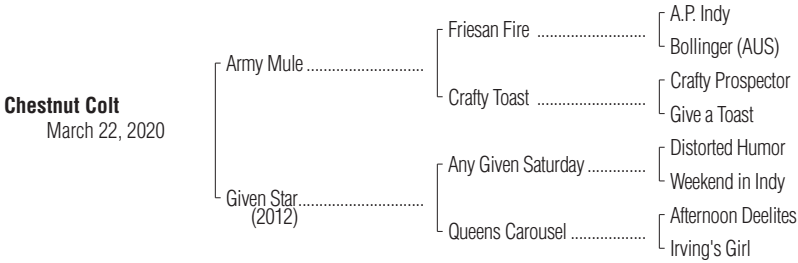 Chestnut Colt
March 22, 2020
Army Mule ............................
Given Star..............................
(2012)
Friesan Fire ..........................
Crafty Toast ..........................
Any Given Saturday ..............
Queens Carousel ..................
A.P. Indy
Bollinger (AUS)
Crafty Prospector
Give a Toast
Distorted Humor
Weekend in Indy
Afternoon Deelites
Irving's Girl